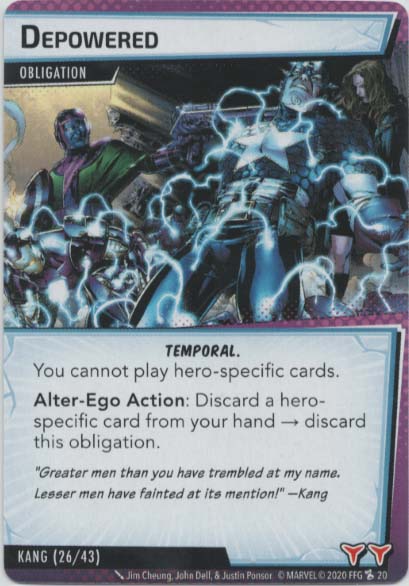 DEPOWERED
OBLIGATION
TEMPORAL.
You cannot play hero-specific cards.
Alter-Ego Action: Discard a hero-
specific card from your hand → discard
this obligation.
"Greater men than you have trembled at my name.
Lesser men have fainted at its mention!" —Kang
KANG (26/43)
Jim Cheung, John Dell, & Justin Ponsor © MARVEL © 2020 FFG 20